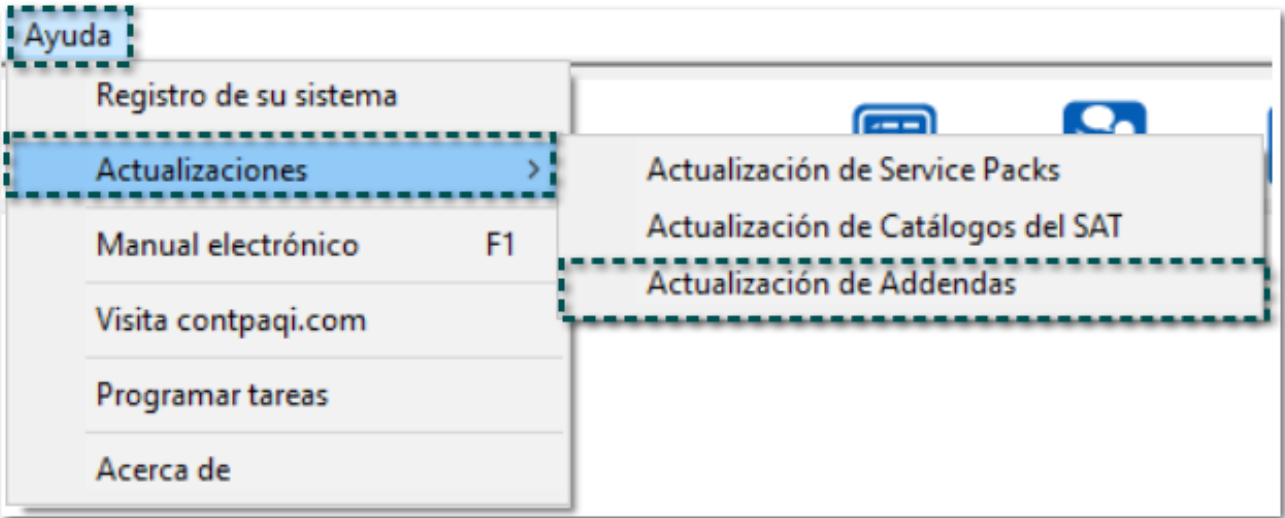 Ayuda
Registro de su sistema
Actualizaciones >
Actualización de Service Packs
Actualización de Catálogos del SAT
Actualización de Addendas
Manual electrónico F1
Visita contpaqi.com
Programar tareas
Acerca de